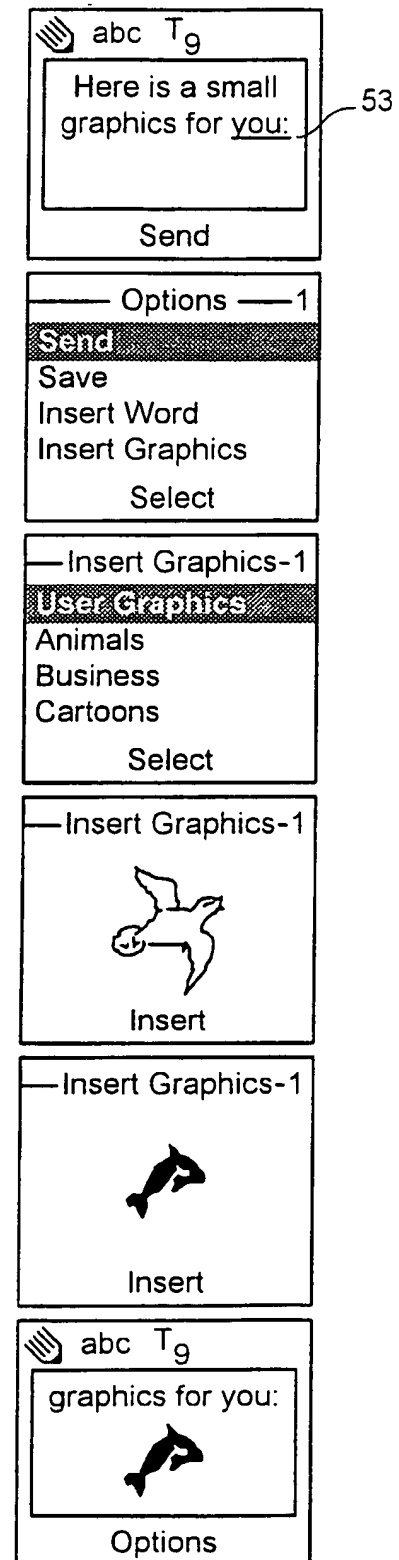 abc T9
Here is a small
graphics for you:
53
Send
Options 1
Send
Save
Insert Word
Insert Graphics
Select
Insert Graphics-1
User Graphics
Animals
Business
Cartoons
Select
Insert Graphics-1
Insert
Insert Graphics-1
Insert
abc T9
graphics for you:
Options